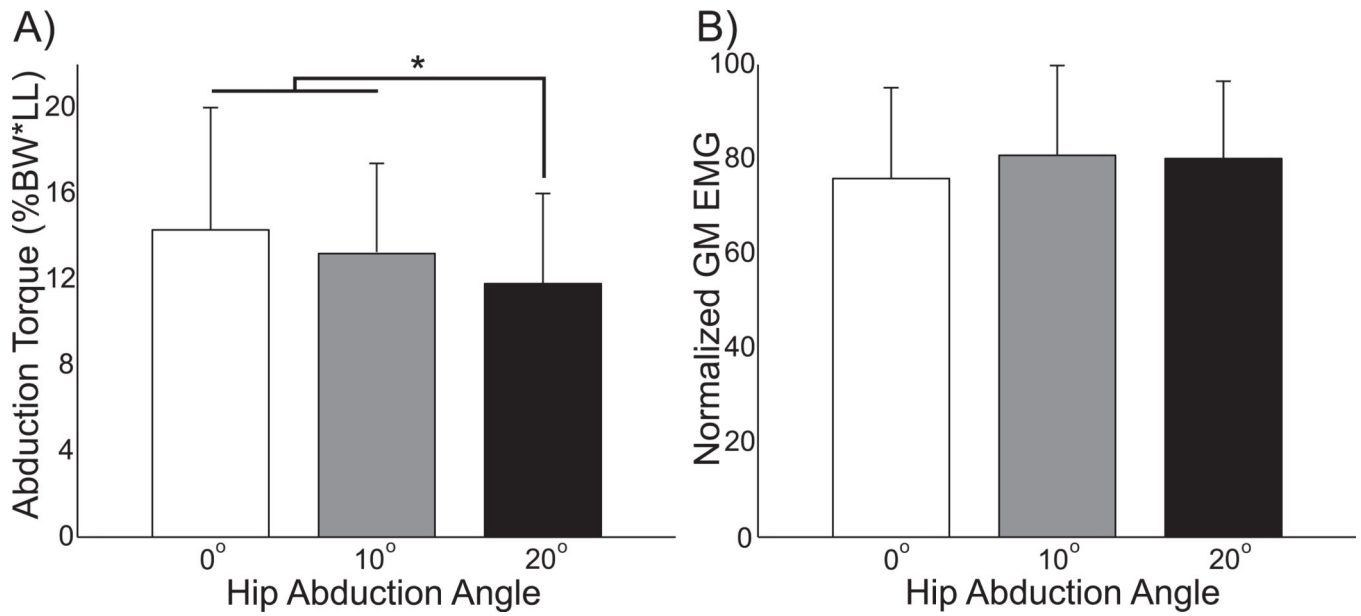 A)
Abduction Torque (%BW*LL)
20
16
12
8
4
0
*
0° 10° 20°
Hip Abduction Angle
B)
Normalized GM EMG
100
80
60
40
20
0
0° 10° 20°
Hip Abduction Angle